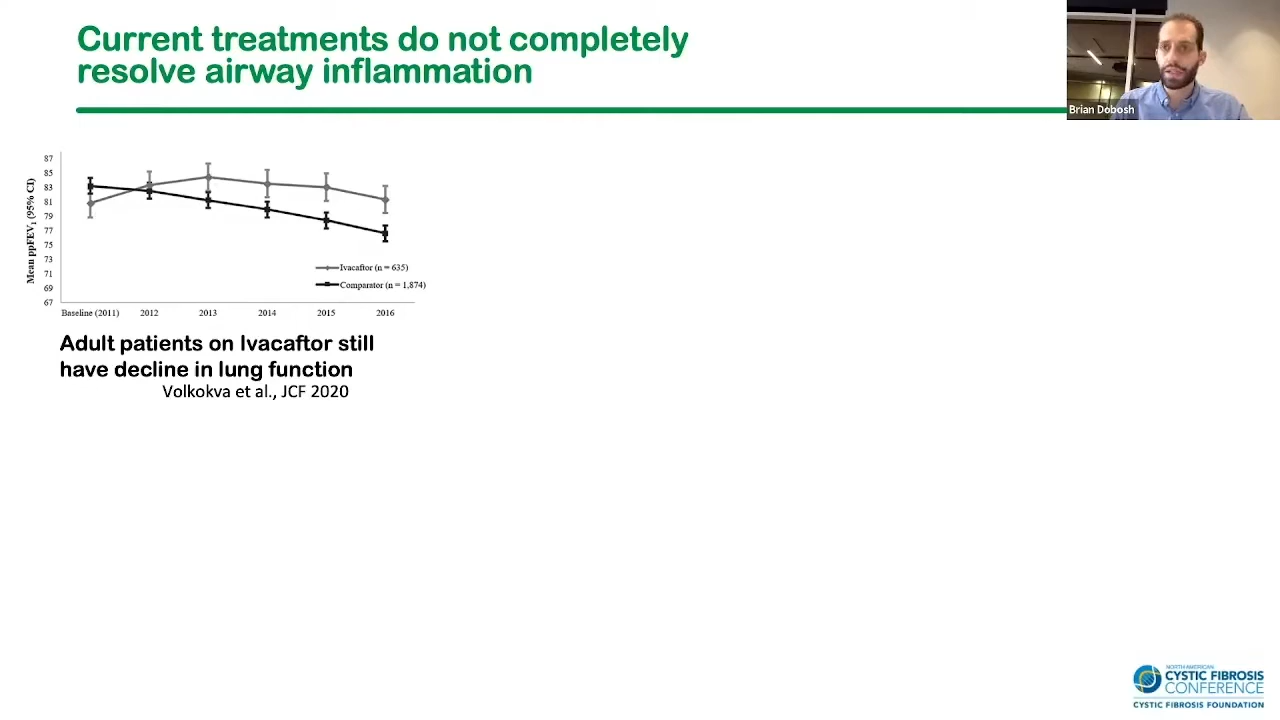 Current treatments do not completely
resolve airway inflammation
Brian Dobosh
87
85
83
81
79
77
75
73
71
69
67
Mean ppFEV1 (95% CI)
Ivacaftor (n = 635)
Comparator (n = 1,874)
Baseline (2011) 2012 2013 2014 2015 2016
Adult patients on Ivacaftor still
have decline in lung function
Volkokva et al., JCF 2020
NORTH AMERICAN
CYSTIC FIBROSIS
CONFERENCE
CYSTIC FIBROSIS FOUNDATION